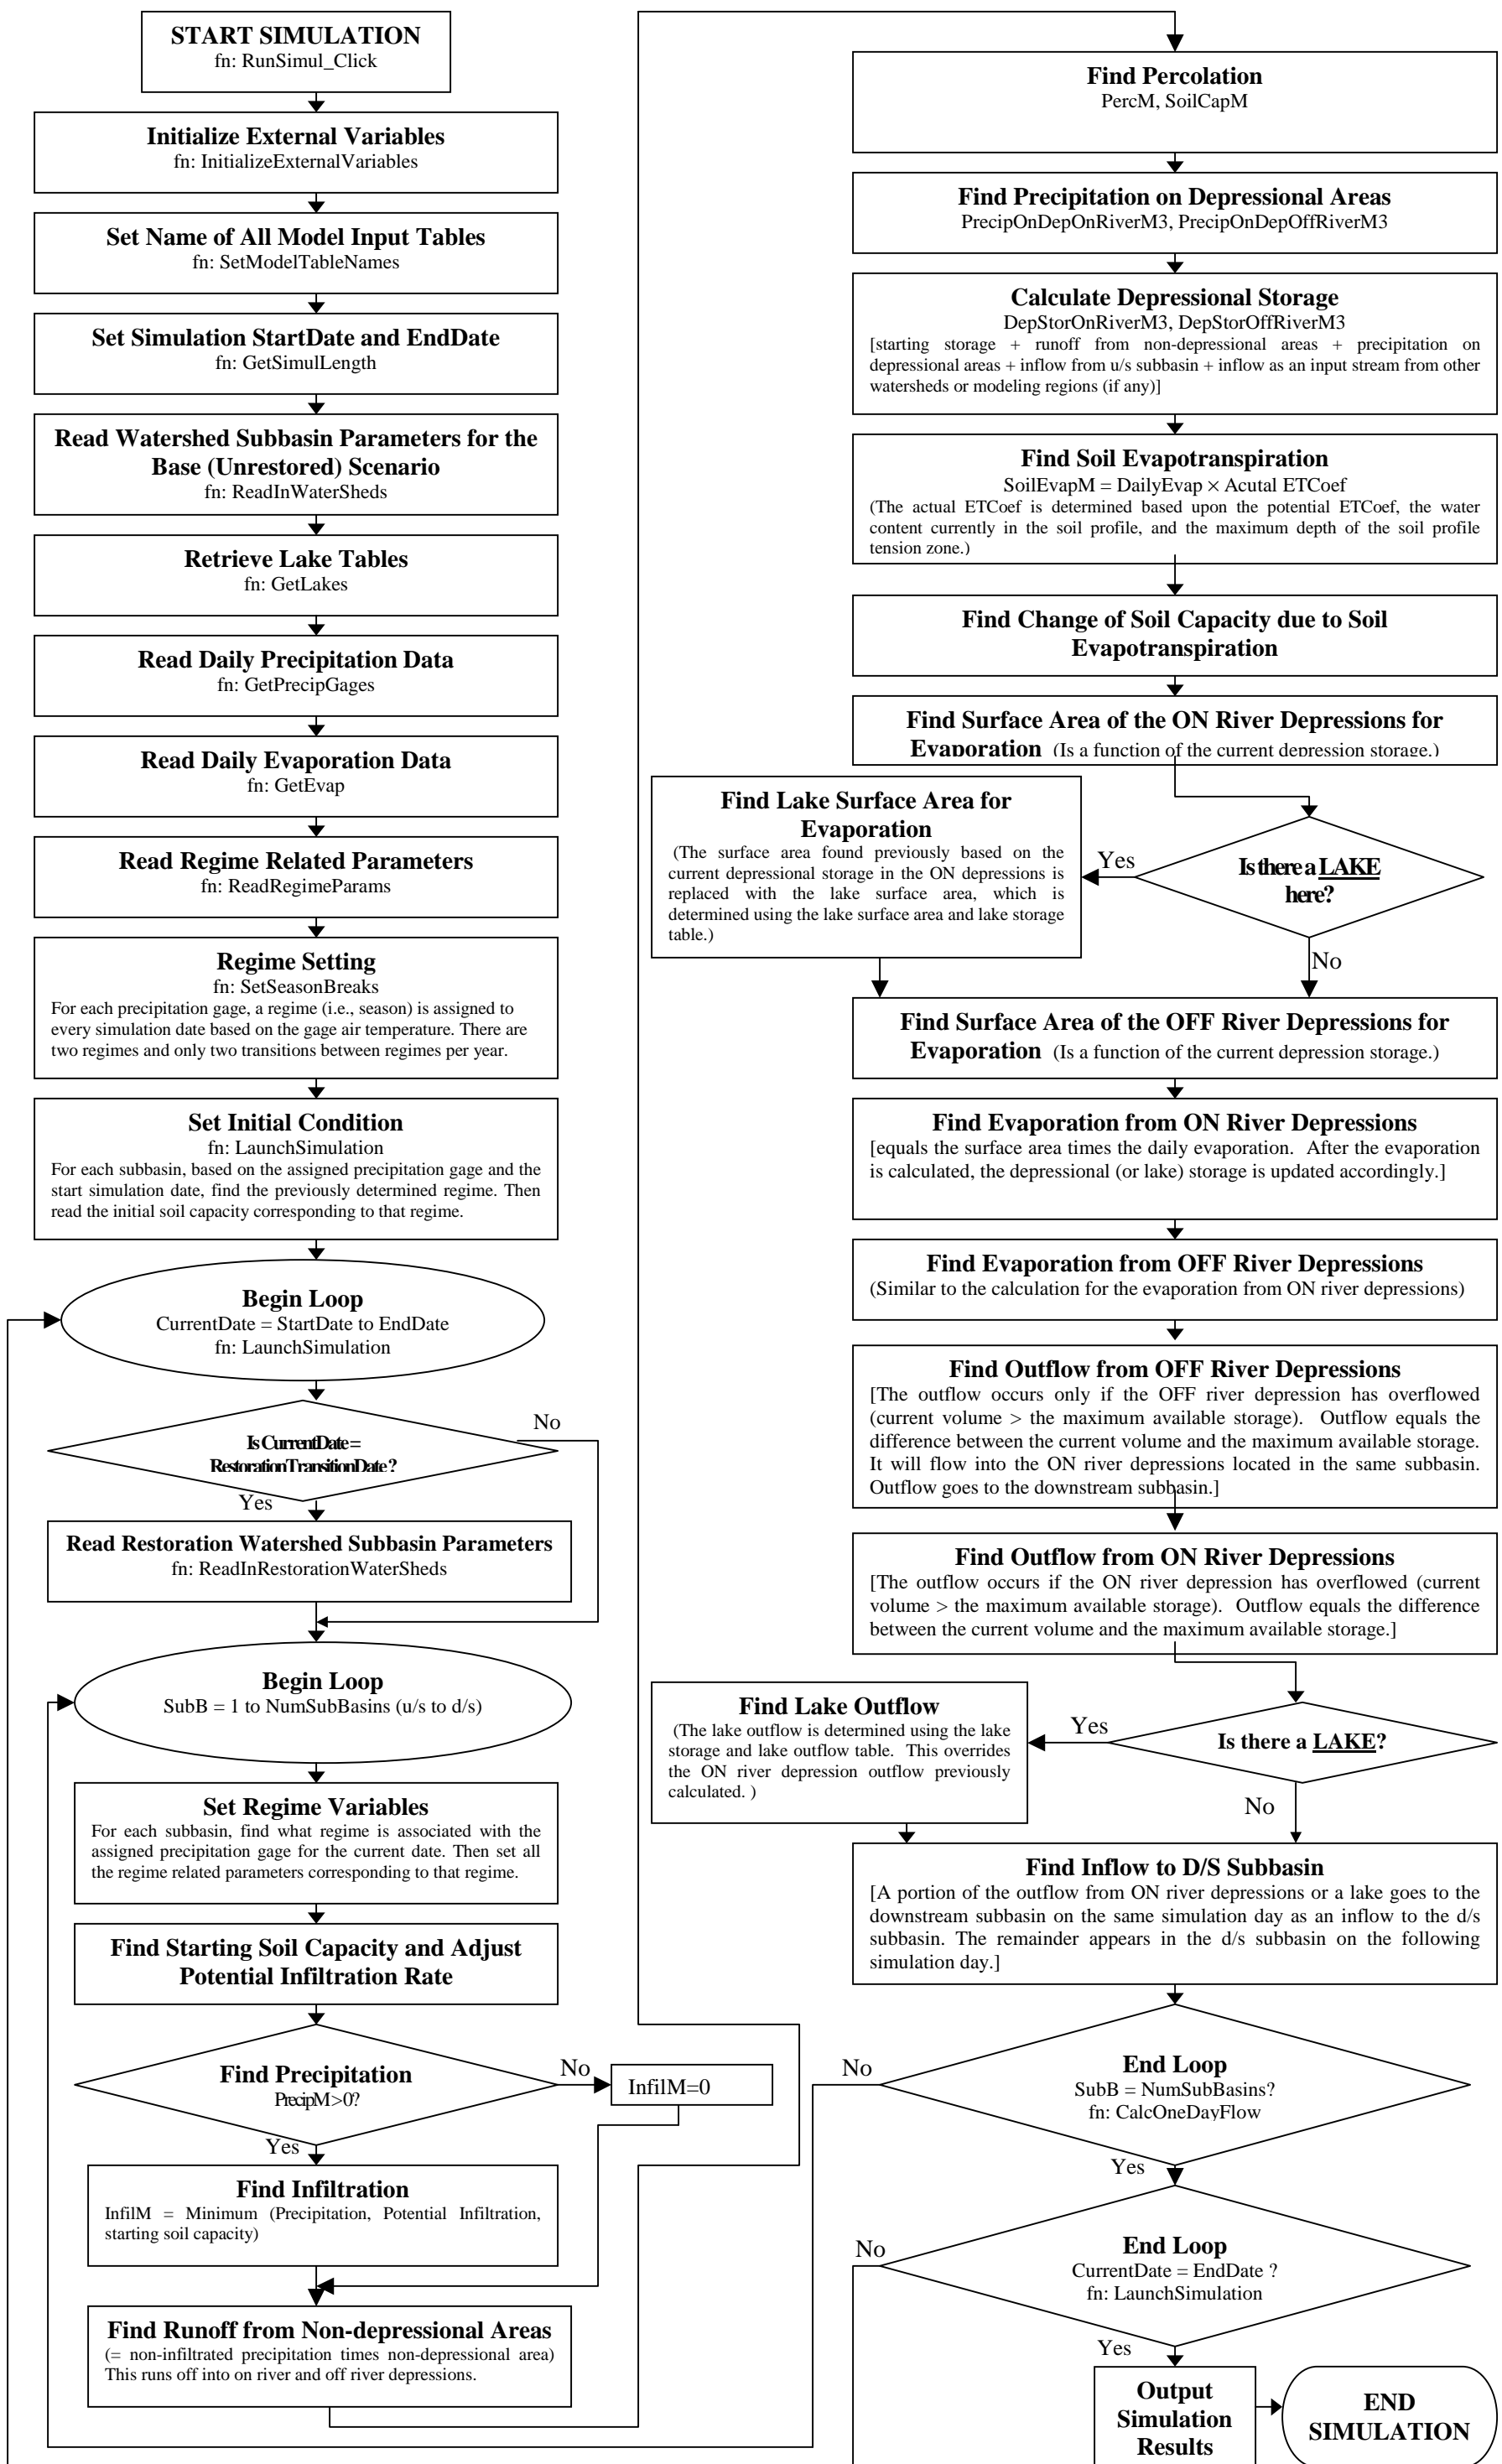 START SIMULATION
fn: RunSimul_Click
Initialize External Variables
fn: InitializeExternalVariables
Set Name of All Model Input Tables
fn: SetModelTableNames
Set Simulation StartDate and EndDate
fn: GetSimulLength
Read Watershed Subbasin Parameters for the
Base (Unrestored) Scenario
fn: ReadInWaterSheds
Retrieve Lake Tables
fn: GetLakes
Read Daily Precipitation Data
fn: GetPrecipGages
Read Daily Evaporation Data
fn: GetEvap
Read Regime Related Parameters
fn: ReadRegimeParams
Regime Setting
fn: SetSeasonBreaks
For each precipitation gage, a regime (i.e., season) is assigned to
every simulation date based on the gage air temperature. There are
two regimes and only two transitions between regimes per year.
Set Initial Condition
fn: LaunchSimulation
For each subbasin, based on the assigned precipitation gage and the
start simulation date, find the previously determined regime. Then
read the initial soil capacity corresponding to that regime.
Begin Loop
CurrentDate = StartDate to EndDate
fn: LaunchSimulation
Is CurrentDate =
RestorationTransitionDate?
No
Yes
Read Restoration Watershed Subbasin Parameters
fn: ReadInRestorationWaterSheds
Begin Loop
SubB = 1 to NumSubBasins (u/s to d/s)
Set Regime Variables
For each subbasin, find what regime is associated with the
assigned precipitation gage for the current date. Then set all
the regime related parameters corresponding to that regime.
Find Starting Soil Capacity and Adjust
Potential Infiltration Rate
Find Precipitation
PrecipM>0?
No
InfilM=0
Yes
Find Infiltration
InfilM = Minimum (Precipitation, Potential Infiltration,
starting soil capacity)
Find Runoff from Non-depressional Areas
(= non-infiltrated precipitation times non-depressional area)
This runs off into on river and off river depressions.
Find Percolation
PercM, SoilCapM
Find Precipitation on Depressional Areas
PrecipOnDepOnRiverM3, PrecipOnDepOffRiverM3
Calculate Depressional Storage
DepStorOnRiverM3, DepStorOffRiverM3
[starting storage + runoff from non-depressional areas + precipitation on
depressional areas + inflow from u/s subbasin + inflow as an input stream from other
watersheds or modeling regions (if any)]
Find Soil Evapotranspiration
SoilEvapM = DailyEvap × Acutal ETCoef
(The actual ETCoef is determined based upon the potential ETCoef, the water
content currently in the soil profile, and the maximum depth of the soil profile
tension zone.)
Find Change of Soil Capacity due to Soil
Evapotranspiration
Find Surface Area of the ON River Depressions for
Evaporation (Is a function of the current depression storage.)
Is there a LAKE
here?
Yes
No
Find Lake Surface Area for
Evaporation
(The surface area found previously based on the
current depressional storage in the ON depressions is
replaced with the lake surface area, which is
determined using the lake surface area and lake storage
table.)
Find Surface Area of the OFF River Depressions for
Evaporation (Is a function of the current depression storage.)
Find Evaporation from ON River Depressions
[equals the surface area times the daily evaporation. After the evaporation
is calculated, the depressional (or lake) storage is updated accordingly.]
Find Evaporation from OFF River Depressions
(Similar to the calculation for the evaporation from ON river depressions)
Find Outflow from OFF River Depressions
[The outflow occurs only if the OFF river depression has overflowed
(current volume > the maximum available storage). Outflow equals the
difference between the current volume and the maximum available storage.
It will flow into the ON river depressions located in the same subbasin.
Outflow goes to the downstream subbasin.]
Find Outflow from ON River Depressions
[The outflow occurs if the ON river depression has overflowed (current
volume > the maximum available storage). Outflow equals the difference
between the current volume and the maximum available storage.]
Is there a LAKE?
Yes
No
Find Lake Outflow
(The lake outflow is determined using the lake
storage and lake outflow table. This overrides
the ON river depression outflow previously
calculated. )
Find Inflow to D/S Subbasin
[A portion of the outflow from ON river depressions or a lake goes to the
downstream subbasin on the same simulation day as an inflow to the d/s
subbasin. The remainder appears in the d/s subbasin on the following
simulation day.]
No
End Loop
SubB = NumSubBasins?
fn: CalcOneDayFlow
Yes
No
End Loop
CurrentDate = EndDate ?
fn: LaunchSimulation
Yes
Output
Simulation
Results
END
SIMULATION